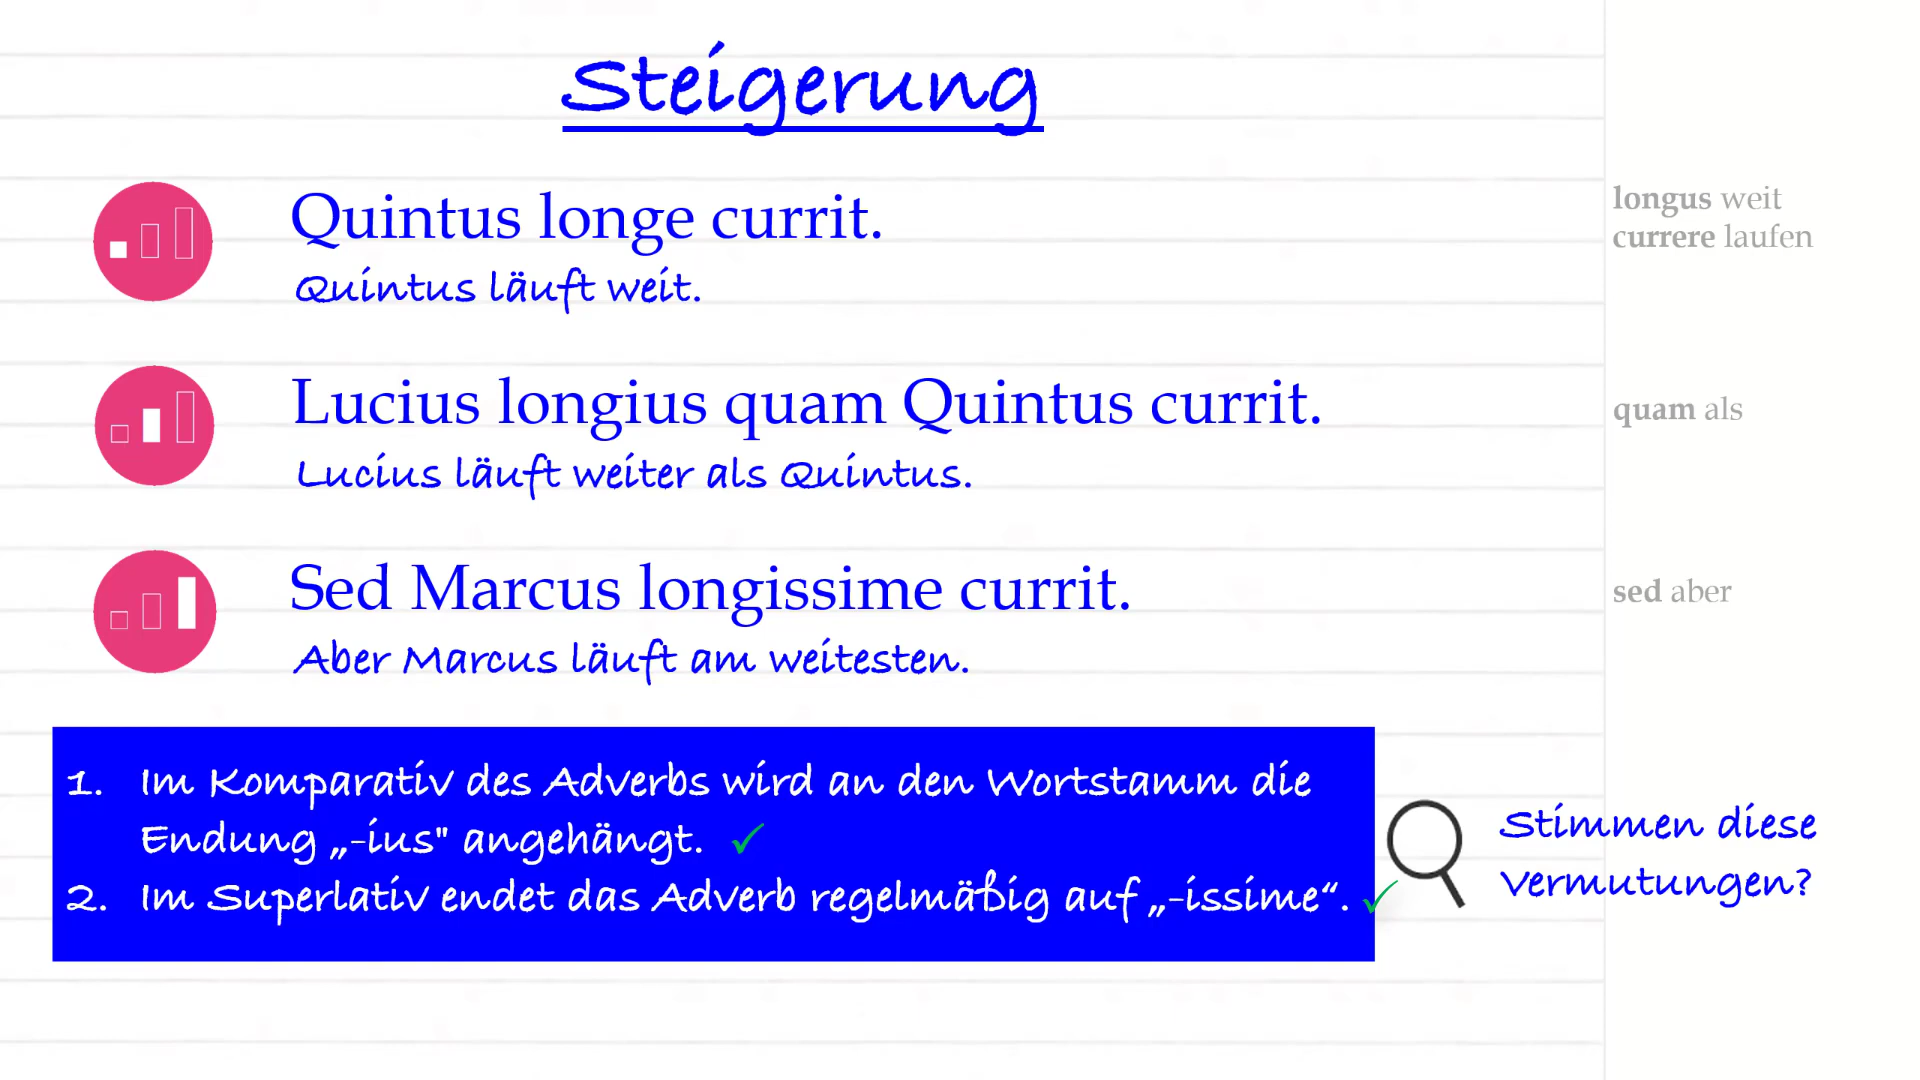 Steigerung
Quintus longe currit.
Quintus läuft weit.
longus weit
currere laufen
Lucius longius quam Quintus currit.
Lucius läuft weiter als Quintus.
quam als
Sed Marcus longissime currit.
Aber Marcus läuft am weitesten.
sed aber
1. Im Komparativ des Adverbs wird an den Wortstamm die
Endung „-ius" angehängt. ✓
2. Im Superlativ endet das Adverb regelmäßig auf „-issime“. ✓
Stimmen diese
Vermutungen?